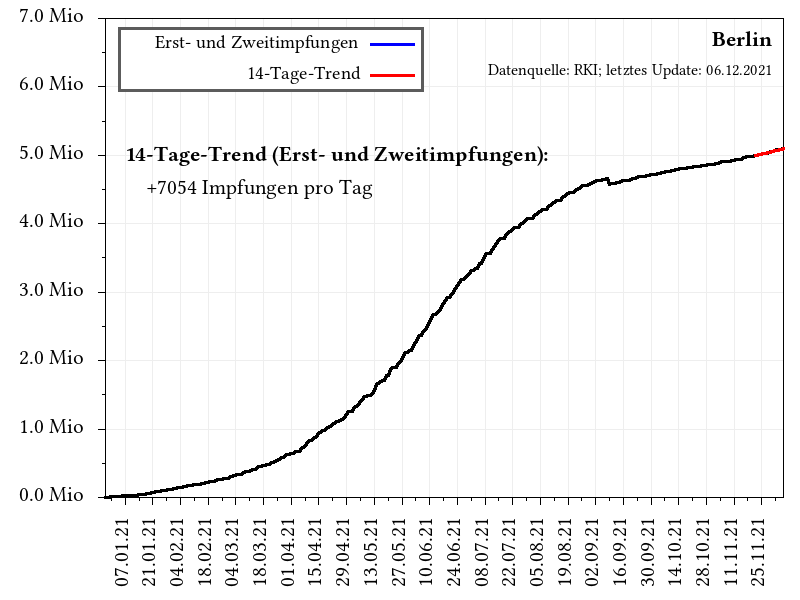 7.0 Mio
6.0 Mio
5.0 Mio
4.0 Mio
3.0 Mio
2.0 Mio
1.0 Mio
0.0 Mio
Erst- und Zweitimpfungen
14-Tage-Trend
Berlin
Datenquelle: RKI; letztes Update: 06.12.2021
14-Tage-Trend (Erst- und Zweitimpfungen):
+7054 Impfungen pro Tag
07.01.21
21.01.21
04.02.21
18.02.21
04.03.21
18.03.21
01.04.21
15.04.21
29.04.21
13.05.21
27.05.21
10.06.21
24.06.21
08.07.21
22.07.21
05.08.21
19.08.21
02.09.21
16.09.21
30.09.21
14.10.21
28.10.21
11.11.21
25.11.21